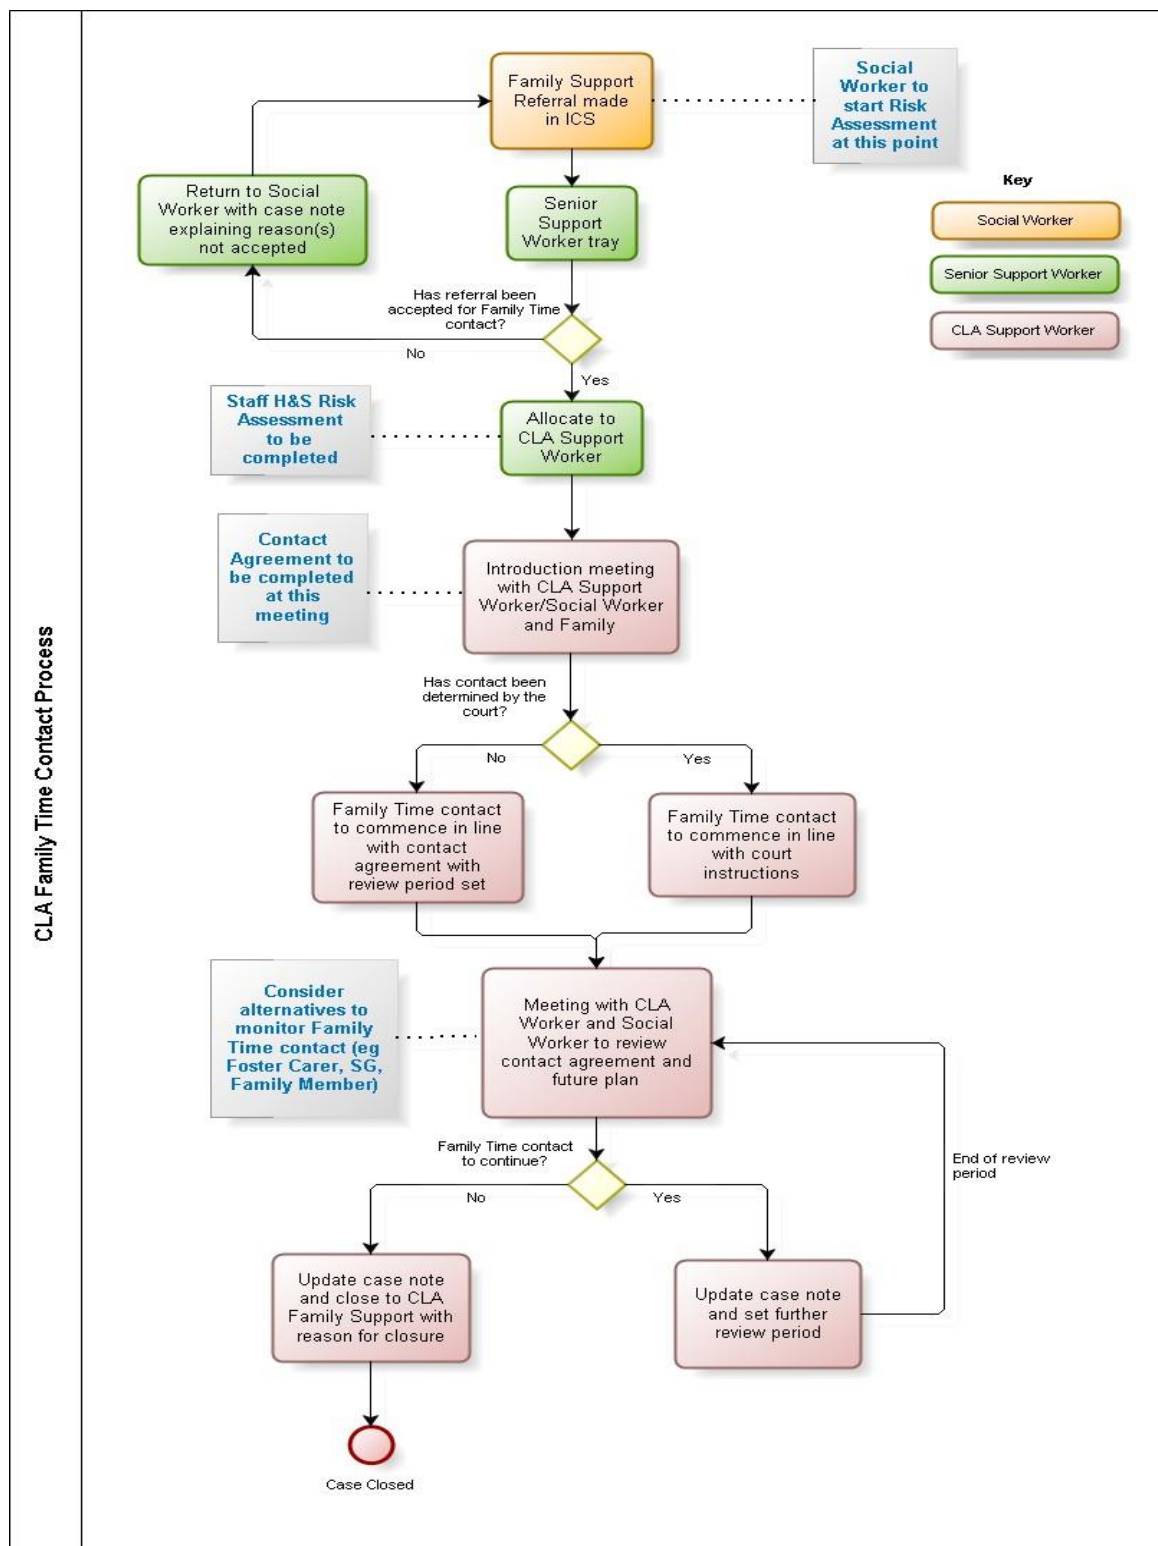 CLA Family Time Contact Process
Family Support
Referral made
in ICS
Social
Worker to
start Risk
Assessment
at this point
Key
Social Worker
Senior Support Worker
CLA Support Worker
Return to Social
Worker with case note
explaining reason(s)
not accepted
Senior
Support
Worker tray
Has referral been
accepted for Family Time
contact?
No
Yes
Staff H&S Risk
Assessment
to be
completed
Allocate to
CLA Support
Worker
Contact
Agreement to
be completed
at this
meeting
Introduction meeting
with CLA Support
Worker/Social Worker
and Family
Has contact been
determined by the
court?
No
Yes
Family Time contact
to commence in line
with contact
agreement with
review period set
Family Time contact
to commence in line
with court
instructions
Consider
alternatives to
monitor Family
Time contact (eg
Foster Carer, SG,
Family Member)
Meeting with CLA
Worker and Social
Worker to review
contact agreement and
future plan
Family Time contact
to continue?
No
Yes
End of review
period
Update case note
and close to CLA
Family Support with
reason for closure
Update case note
and set further
review period
Case Closed